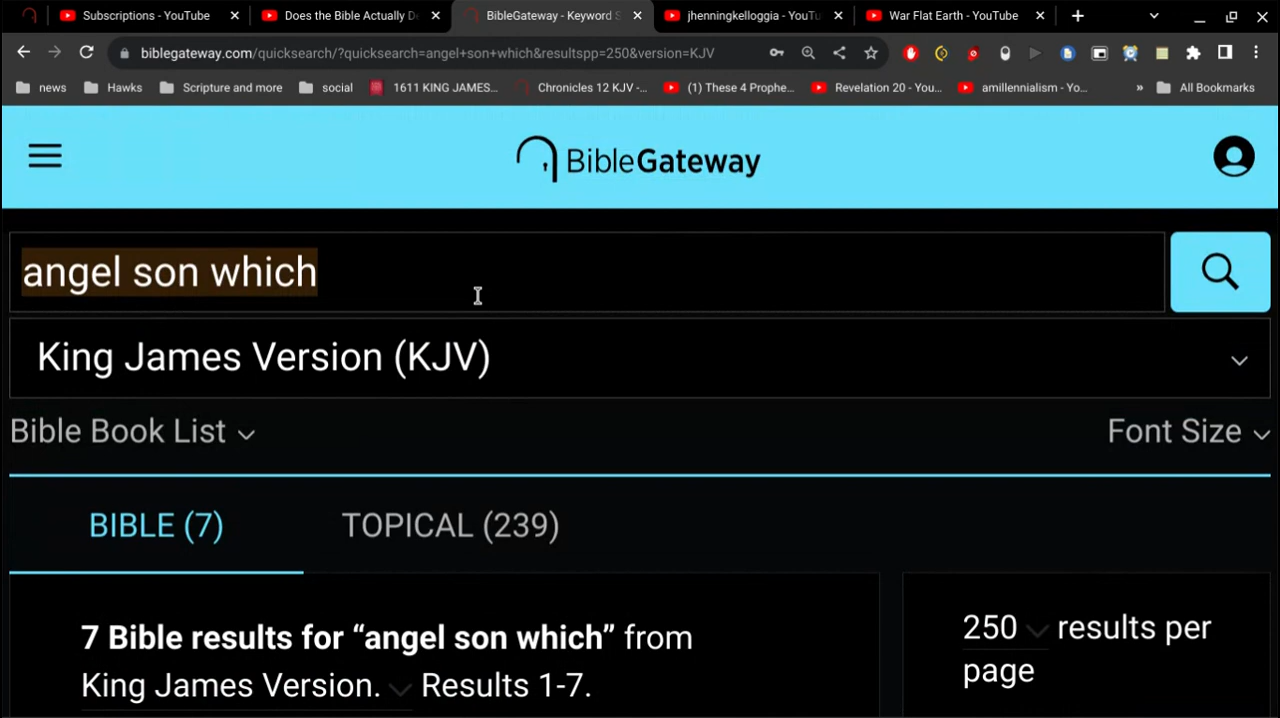 Subscriptions - YouTube
Does the Bible Actually D
BibleGateway - Keyword S
jhenningkelloggia - YouTu
War Flat Earth - YouTube
biblegateway.com/quicksearch/?quicksearch=angel+son+which&resultspp=250&version=KJV
news
Hawks
Scripture and more
social
1611 KING JAMES...
Chronicles 12 KJV -...
(1) These 4 Prophe...
Revelation 20 - You...
amillennialism - Yo...
»
All Bookmarks
BibleGateway
angel son which
King James Version (KJV)
Bible Book List
Font Size
BIBLE (7)
TOPICAL (239)
7 Bible results for “angel son which” from
King James Version. Results 1-7.
250 results per
page